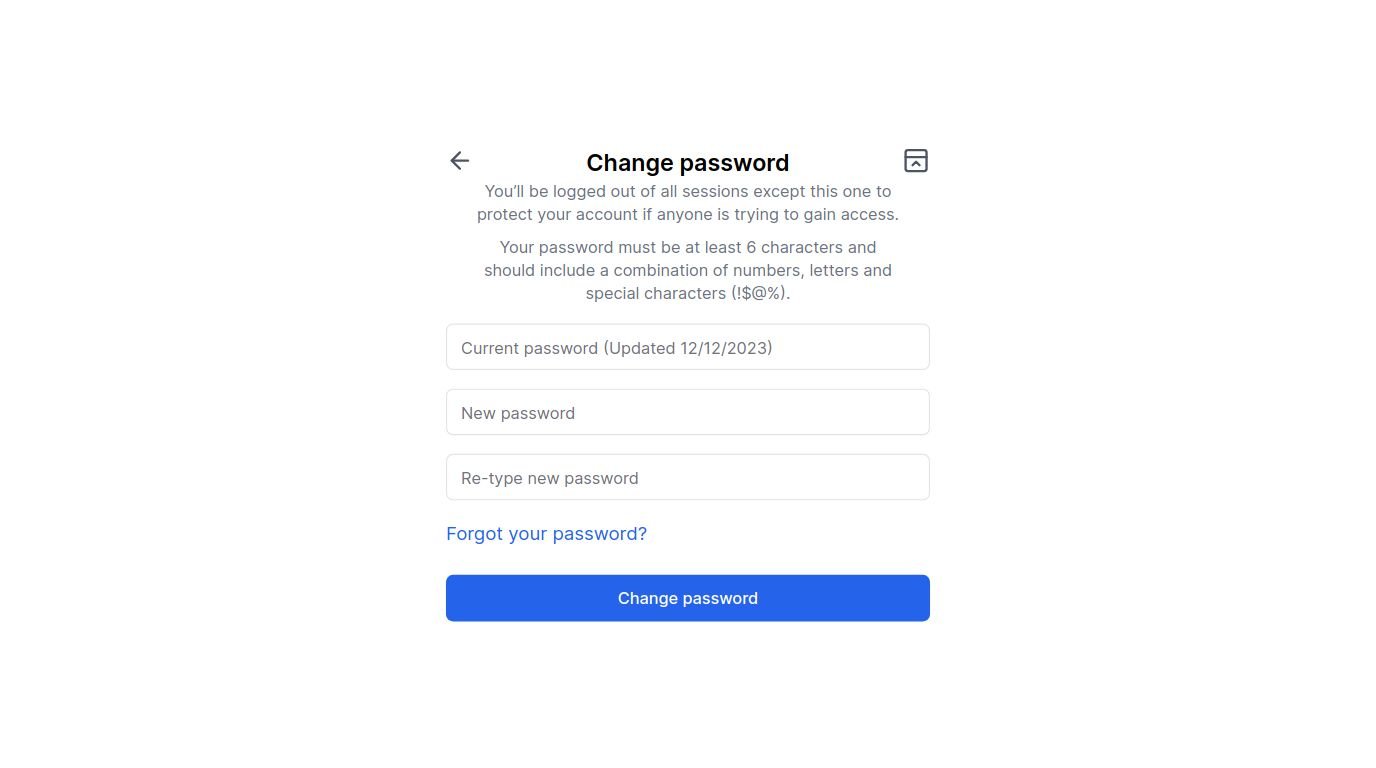 Change password
You’ll be logged out of all sessions except this one to
protect your account if anyone is trying to gain access.
Your password must be at least 6 characters and
should include a combination of numbers, letters and
special characters (!$@%).
Current password (Updated 12/12/2023)
New password
Re-type new password
Forgot your password?
Change password